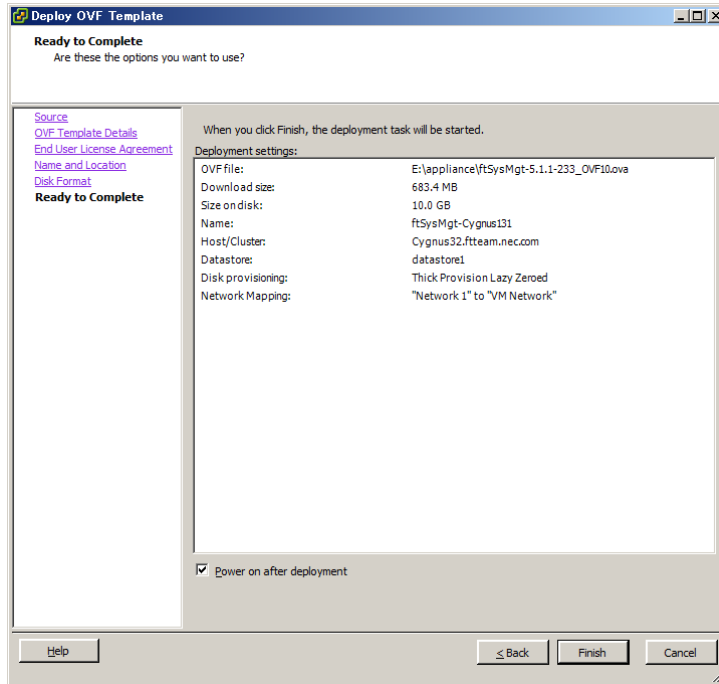 Deploy OVF Template
Ready to Complete
Are these the options you want to use?
Source
OVF Template Details
End User License Agreement
Name and Location
Disk Format
Ready to Complete
When you click Finish, the deployment task will be started.
Deployment settings:
OVF file: E:\appliance\ftSysMgt-5.1.1-233_OVF10.ova
Download size: 683.4 MB
Size on disk: 10.0 GB
Name: ftSysMgt-Cygnus131
Host/Cluster: Cygnus32.ftteam.nec.com
Datastore: datastore1
Disk provisioning: Thick Provision Lazy Zeroed
Network Mapping: "Network 1" to "VM Network"
Power on after deployment
Help
< Back
Finish
Cancel